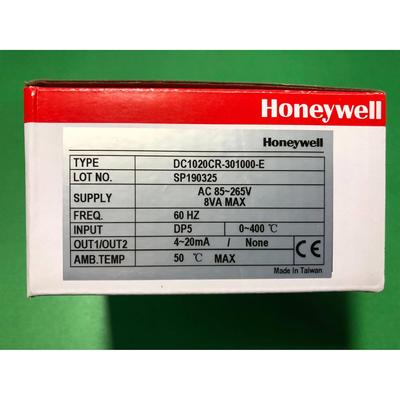 Honeywell
Honeywell
TYPE DC1020CR-301000-E
LOT NO. SP190325
SUPPLY AC 85~265V
8VA MAX
FREQ. 60 HZ
INPUT DP5 0~400 ℃
OUT1/OUT2 4~20mA / None
AMB.TEMP 50 ℃ MAX
CE
Made In Taiwan